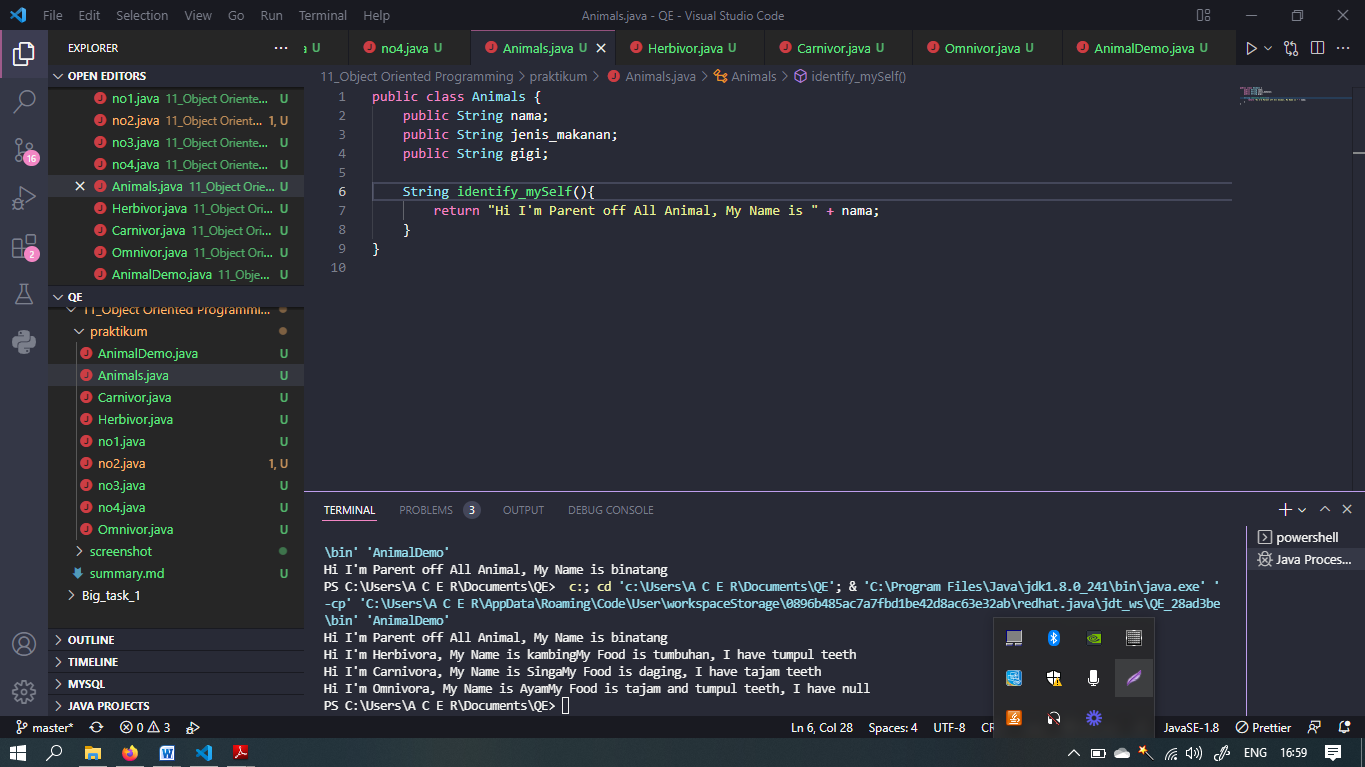 File Edit Selection View Go Run Terminal Help Animals.java - QE - Visual Studio Code
EXPLORER
a U no4.java U Animals.java U Herbivor.java U Carnivor.java U Omnivor.java U AnimalDemo.java U
OPEN EDITORS
no1.java 11_Object Oriente... U
no2.java 11_Object Orient... 1, U
no3.java 11_Object Oriente... U
no4.java 11_Object Oriente... U
Animals.java 11_Object Orie... U
Herbivor.java 11_Object Ori... U
Carnivor.java 11_Object Ori... U
Omnivor.java 11_Object Ori... U
AnimalDemo.java 11_Obje... U
QE
11_Object Oriented Programmi...
praktikum
AnimalDemo.java U
Animals.java U
Carnivor.java U
Herbivor.java U
no1.java U
no2.java 1, U
no3.java U
no4.java U
Omnivor.java U
screenshot
summary.md U
Big_task_1
OUTLINE
TIMELINE
MYSQL
JAVA PROJECTS
16
2
11_Object Oriented Programming > praktikum > Animals.java > Animals > identify_mySelf()
1 public class Animals {
2 public String nama;
3 public String jenis_makanan;
4 public String gigi;
5
6 String identify_mySelf(){
7 return "Hi I'm Parent off All Animal, My Name is " + nama;
8 }
9 }
10
TERMINAL PROBLEMS 3 OUTPUT DEBUG CONSOLE
powershell
Java Proces...
\bin' 'AnimalDemo'
Hi I'm Parent off All Animal, My Name is binatang
PS C:\Users\A C E R\Documents\QE> c:; cd 'c:\Users\A C E R\Documents\QE'; & 'C:\Program Files\Java\jdk1.8.0_241\bin\java.exe' '
-cp' 'C:\Users\A C E R\AppData\Roaming\Code\User\workspaceStorage\0896b485ac7a7fbd1be42d8ac63e32ab\redhat.java\jdt_ws\QE_28ad3be
\bin' 'AnimalDemo'
Hi I'm Parent off All Animal, My Name is binatang
Hi I'm Herbivora, My Name is kambingMy Food is tumbuhan, I have tumpul teeth
Hi I'm Carnivora, My Name is SingaMy Food is daging, I have tajam teeth
Hi I'm Omnivora, My Name is AyamMy Food is tajam and tumpul teeth, I have null
PS C:\Users\A C E R\Documents\QE>
master* 0 3 Ln 6, Col 28 Spaces: 4 UTF-8 CR JavaSE-1.8 Prettier
ENG 16:59